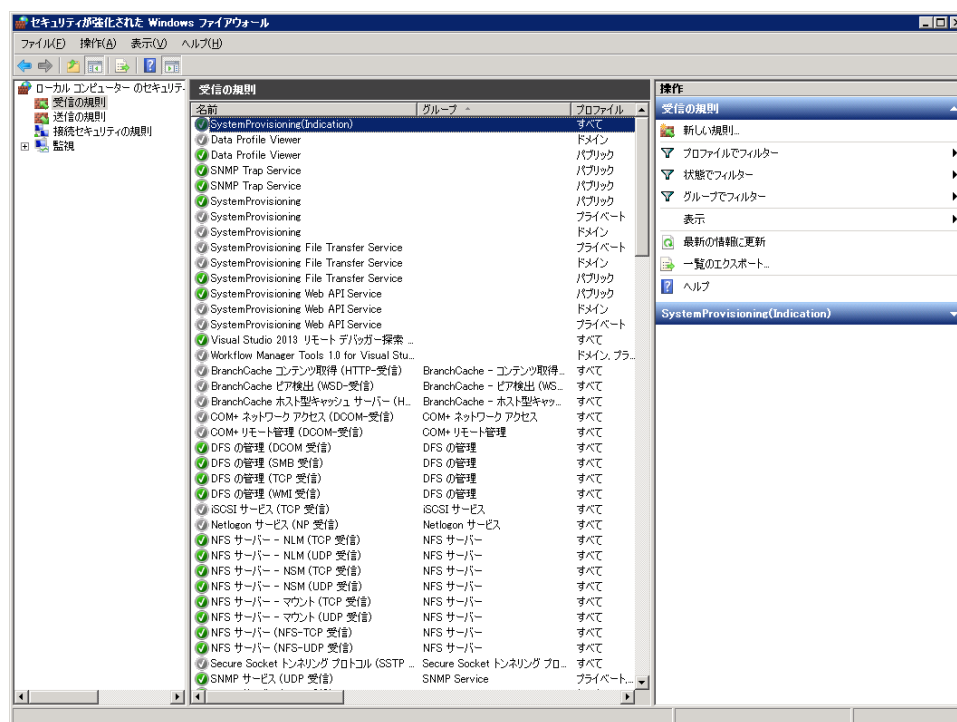 セキュリティが強化された Windows ファイアウォール
ファイル(F) 操作(A) 表示(V) ヘルプ(H)
ローカル コンピューター のセキュリテ
受信の規則
送信の規則
接続セキュリティの規則
監視
受信の規則
名前 グループ プロファイル
SystemProvisioning(Indication) すべて
Data Profile Viewer ドメイン
Data Profile Viewer パブリック
SNMP Trap Service パブリック
SNMP Trap Service パブリック
SystemProvisioning パブリック
SystemProvisioning プライベート
SystemProvisioning ドメイン
SystemProvisioning File Transfer Service プライベート
SystemProvisioning File Transfer Service ドメイン
SystemProvisioning File Transfer Service パブリック
SystemProvisioning Web API Service パブリック
SystemProvisioning Web API Service ドメイン
SystemProvisioning Web API Service プライベート
Visual Studio 2013 リモート デバッガー探索 ... すべて
Workflow Manager Tools 1.0 for Visual Stu... ドメイン, プラ...
BranchCache コンテンツ取得 (HTTP-受信) BranchCache - コンテンツ取得... すべて
BranchCache ピア検出 (WSD-受信) BranchCache - ピア検出 (WS... すべて
BranchCache ホスト型キャッシュ サーバー (H... BranchCache - ホスト型キャッ... すべて
COM+ ネットワーク アクセス (DCOM-受信) COM+ ネットワーク アクセス すべて
COM+ リモート管理 (DCOM-受信) COM+ リモート管理 すべて
DFS の管理 (DCOM 受信) DFS の管理 すべて
DFS の管理 (SMB 受信) DFS の管理 すべて
DFS の管理 (TCP 受信) DFS の管理 すべて
DFS の管理 (WMI 受信) DFS の管理 すべて
iSCSI サービス (TCP 受信) iSCSI サービス すべて
Netlogon サービス (NP 受信) Netlogon サービス すべて
NFS サーバー - NLM (TCP 受信) NFS サーバー すべて
NFS サーバー - NLM (UDP 受信) NFS サーバー すべて
NFS サーバー - NSM (TCP 受信) NFS サーバー すべて
NFS サーバー - NSM (UDP 受信) NFS サーバー すべて
NFS サーバー - マウント (TCP 受信) NFS サーバー すべて
NFS サーバー - マウント (UDP 受信) NFS サーバー すべて
NFS サーバー (NFS-TCP 受信) NFS サーバー すべて
NFS サーバー (NFS-UDP 受信) NFS サーバー すべて
Secure Socket トンネリング プロトコル (SSTP ... Secure Socket トンネリング プロ... すべて
SNMP サービス (UDP 受信) SNMP Service プライベート,...
操作
受信の規則
新しい規則...
プロファイルでフィルター
状態でフィルター
グループでフィルター
表示
最新の情報に更新
一覧のエクスポート...
ヘルプ
SystemProvisioning(Indication)